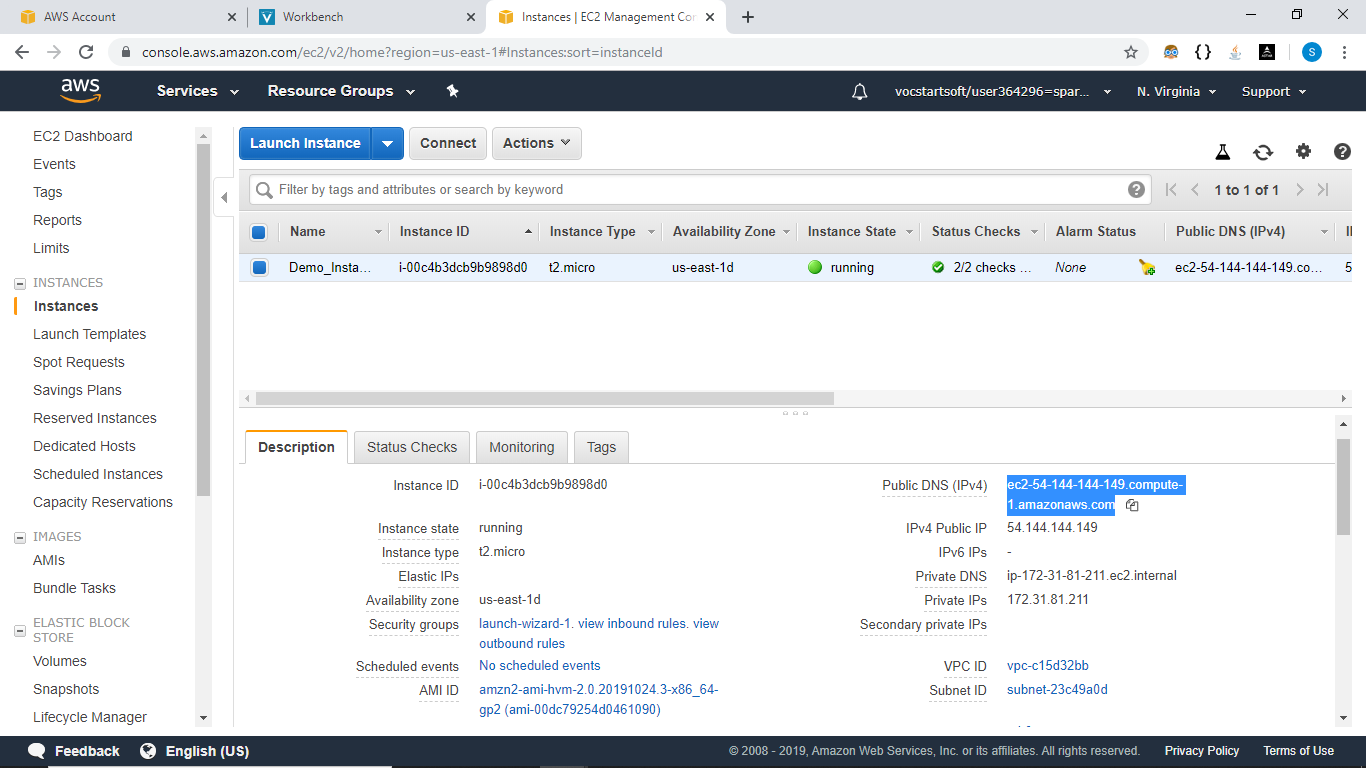 AWS Account
Workbench
Instances | EC2 Management Con
console.aws.amazon.com/ec2/v2/home?region=us-east-1#Instances:sort=instanceId
S
aws
Services
Resource Groups
vocstartsoft/user364296=spar...
N. Virginia
Support
EC2 Dashboard
Events
Tags
Reports
Limits
INSTANCES
Instances
Launch Templates
Spot Requests
Savings Plans
Reserved Instances
Dedicated Hosts
Scheduled Instances
Capacity Reservations
IMAGES
AMIs
Bundle Tasks
ELASTIC BLOCK
STORE
Volumes
Snapshots
Lifecycle Manager
Launch Instance
Connect
Actions
Filter by tags and attributes or search by keyword
1 to 1 of 1
Name Instance ID Instance Type Availability Zone Instance State Status Checks Alarm Status Public DNS (IPv4)
Demo_Insta... i-00c4b3dcb9b9898d0 t2.micro us-east-1d running 2/2 checks ... None ec2-54-144-144-149.co... 5
Description
Status Checks
Monitoring
Tags
Instance ID i-00c4b3dcb9b9898d0
Instance state running
Instance type t2.micro
Elastic IPs
Availability zone us-east-1d
Security groups launch-wizard-1. view inbound rules. view
outbound rules
Scheduled events No scheduled events
AMI ID amzn2-ami-hvm-2.0.20191024.3-x86_64-
gp2 (ami-00dc79254d0461090)
Public DNS (IPv4) ec2-54-144-144-149.compute-
1.amazonaws.com
IPv4 Public IP 54.144.144.149
IPv6 IPs -
Private DNS ip-172-31-81-211.ec2.internal
Private IPs 172.31.81.211
Secondary private IPs
VPC ID vpc-c15d32bb
Subnet ID subnet-23c49a0d
Feedback
English (US)
© 2008 - 2019, Amazon Web Services, Inc. or its affiliates. All rights reserved.
Privacy Policy
Terms of Use